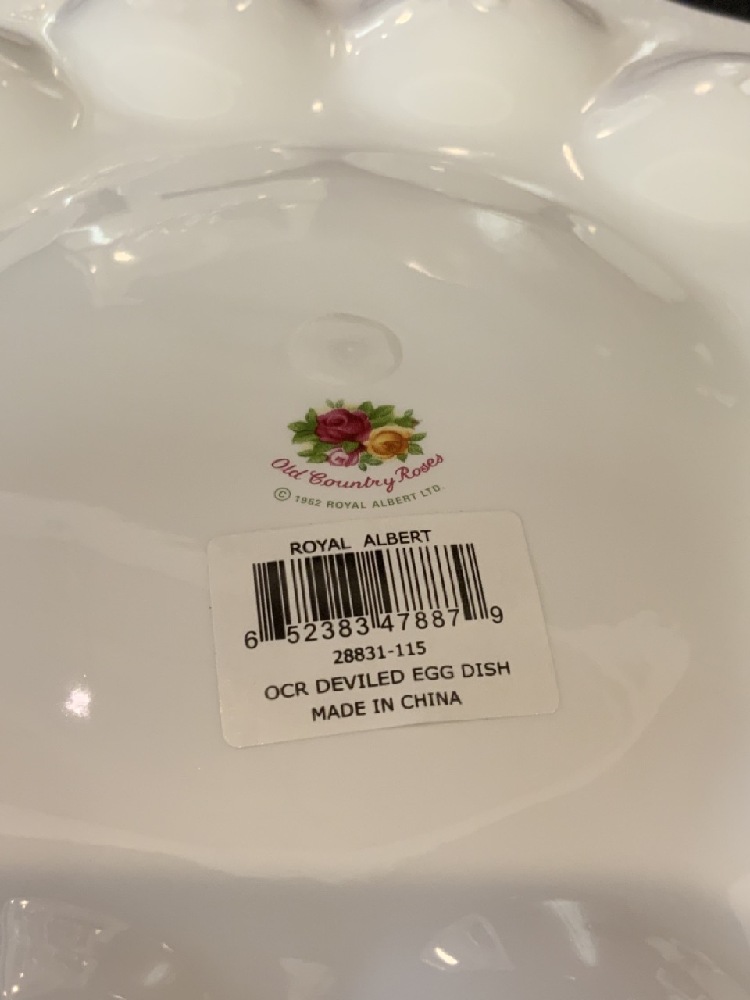 Old Country Roses
© 1962 ROYAL ALBERT LTD.
ROYAL ALBERT
6 52383 47887 9
28831-115
OCR DEVILED EGG DISH
MADE IN CHINA